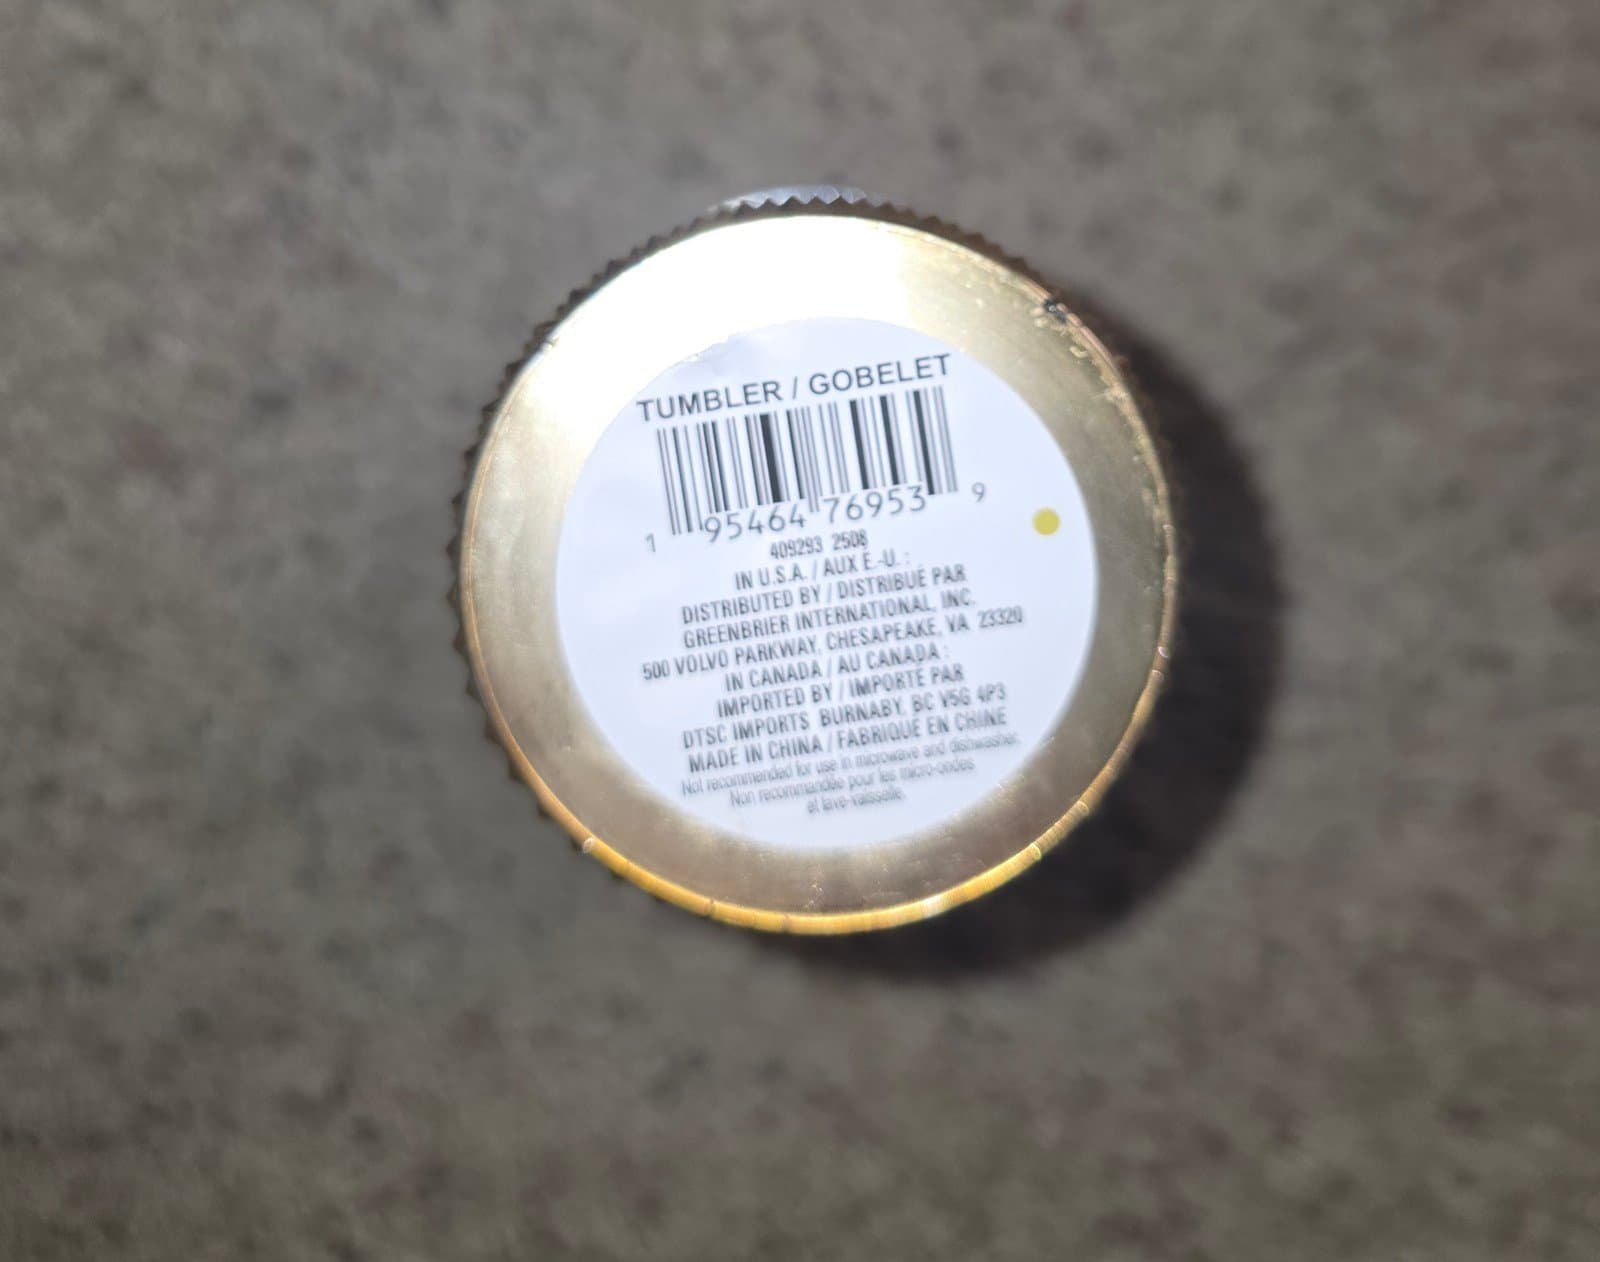 TUMBLER / GOBELET
1 95464 76953 9
409293 2508
IN U.S.A. / AUX É.-U. :
DISTRIBUTED BY / DISTRIBUÉ PAR
GREENBRIER INTERNATIONAL, INC.
500 VOLVO PARKWAY, CHESAPEAKE, VA 23320
IN CANADA / AU CANADA :
IMPORTED BY / IMPORTÉ PAR
DTSC IMPORTS BURNABY, BC V5G 4P3
MADE IN CHINA / FABRIQUÉ EN CHINE
Not recommended for use in microwave and dishwasher.
Non recommandée pour les micro-ondes
et lave-vaisselle.